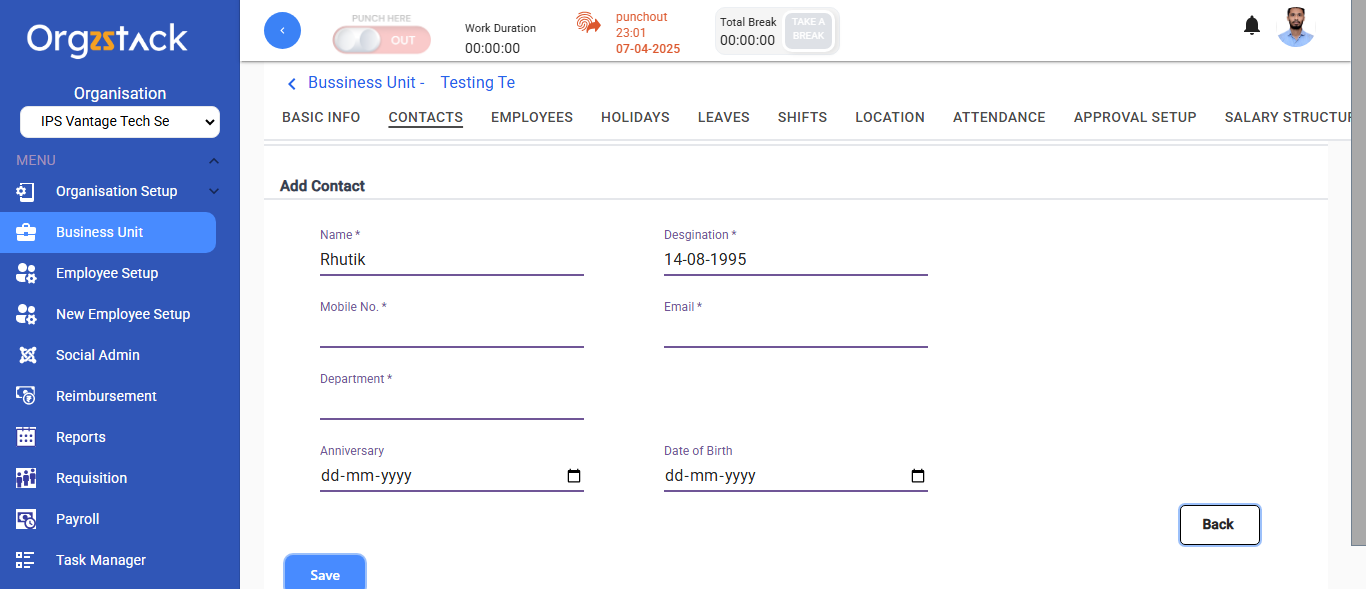 Orgzstack
Organisation
IPS Vantage Tech Se
MENU
Organisation Setup
Business Unit
Employee Setup
New Employee Setup
Social Admin
Reimbursement
Reports
Requisition
Payroll
Task Manager
PUNCH HERE
OUT
Work Duration
00:00:00
punchout
23:01
07-04-2025
Total Break
00:00:00
TAKE A
BREAK
Bussiness Unit - Testing Te
BASIC INFO CONTACTS EMPLOYEES HOLIDAYS LEAVES SHIFTS LOCATION ATTENDANCE APPROVAL SETUP SALARY STRUCTUR
Add Contact
Name * Desgination *
Rhutik 14-08-1995
Mobile No. * Email *
Department *
Anniversary Date of Birth
dd-mm-yyyy dd-mm-yyyy
Back
Save